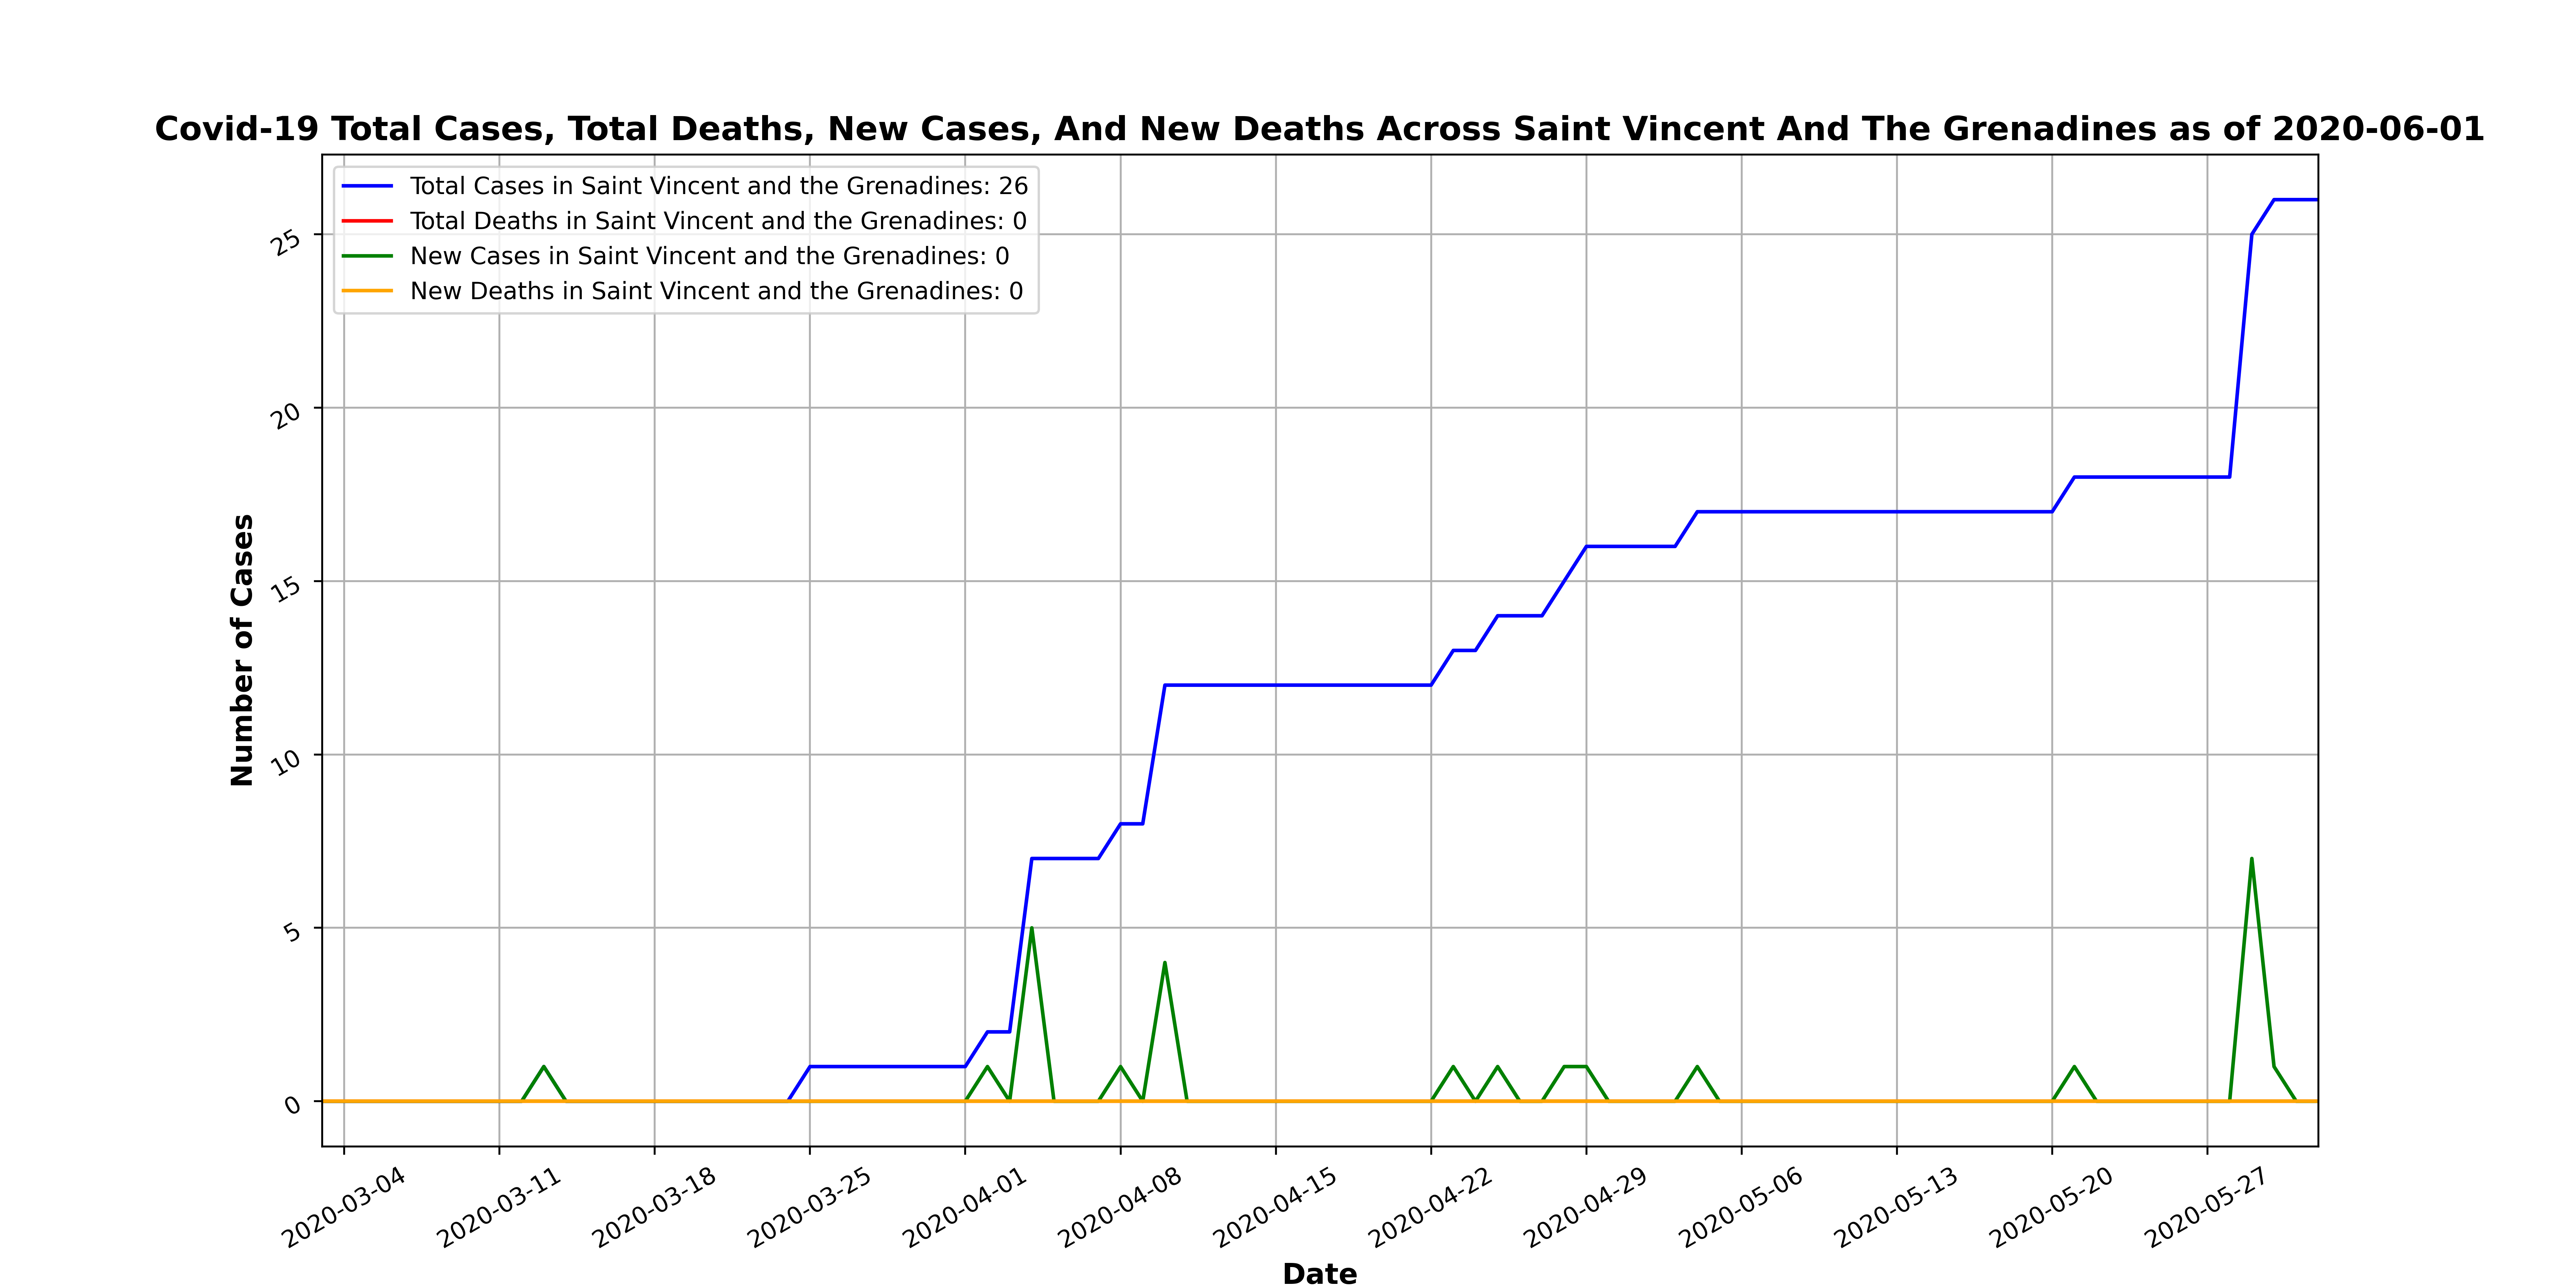 Covid-19 Total Cases, Total Deaths, New Cases, And New Deaths Across Saint Vincent And The Grenadines as of 2020-06-01
Total Cases in Saint Vincent and the Grenadines: 26
Total Deaths in Saint Vincent and the Grenadines: 0
New Cases in Saint Vincent and the Grenadines: 0
New Deaths in Saint Vincent and the Grenadines: 0
Number of Cases
25
20
15
10
5
0
2020-03-04
2020-03-11
2020-03-18
2020-03-25
2020-04-01
2020-04-08
2020-04-15
2020-04-22
2020-04-29
2020-05-06
2020-05-13
2020-05-20
2020-05-27
Date